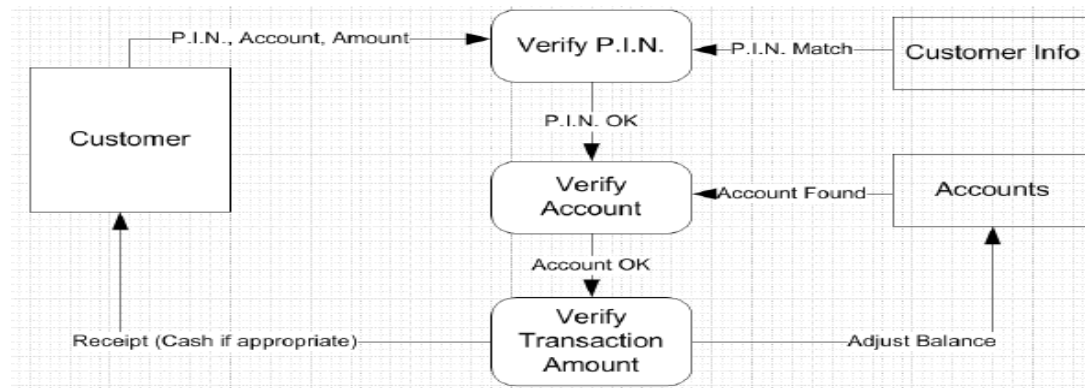 P.I.N., Account, Amount
Verify P.I.N.
P.I.N. Match
Customer Info
Customer
P.I.N. OK
Verify
Account
Account Found
Accounts
Account OK
Verify
Transaction
Amount
Receipt (Cash if appropriate)
Adjust Balance